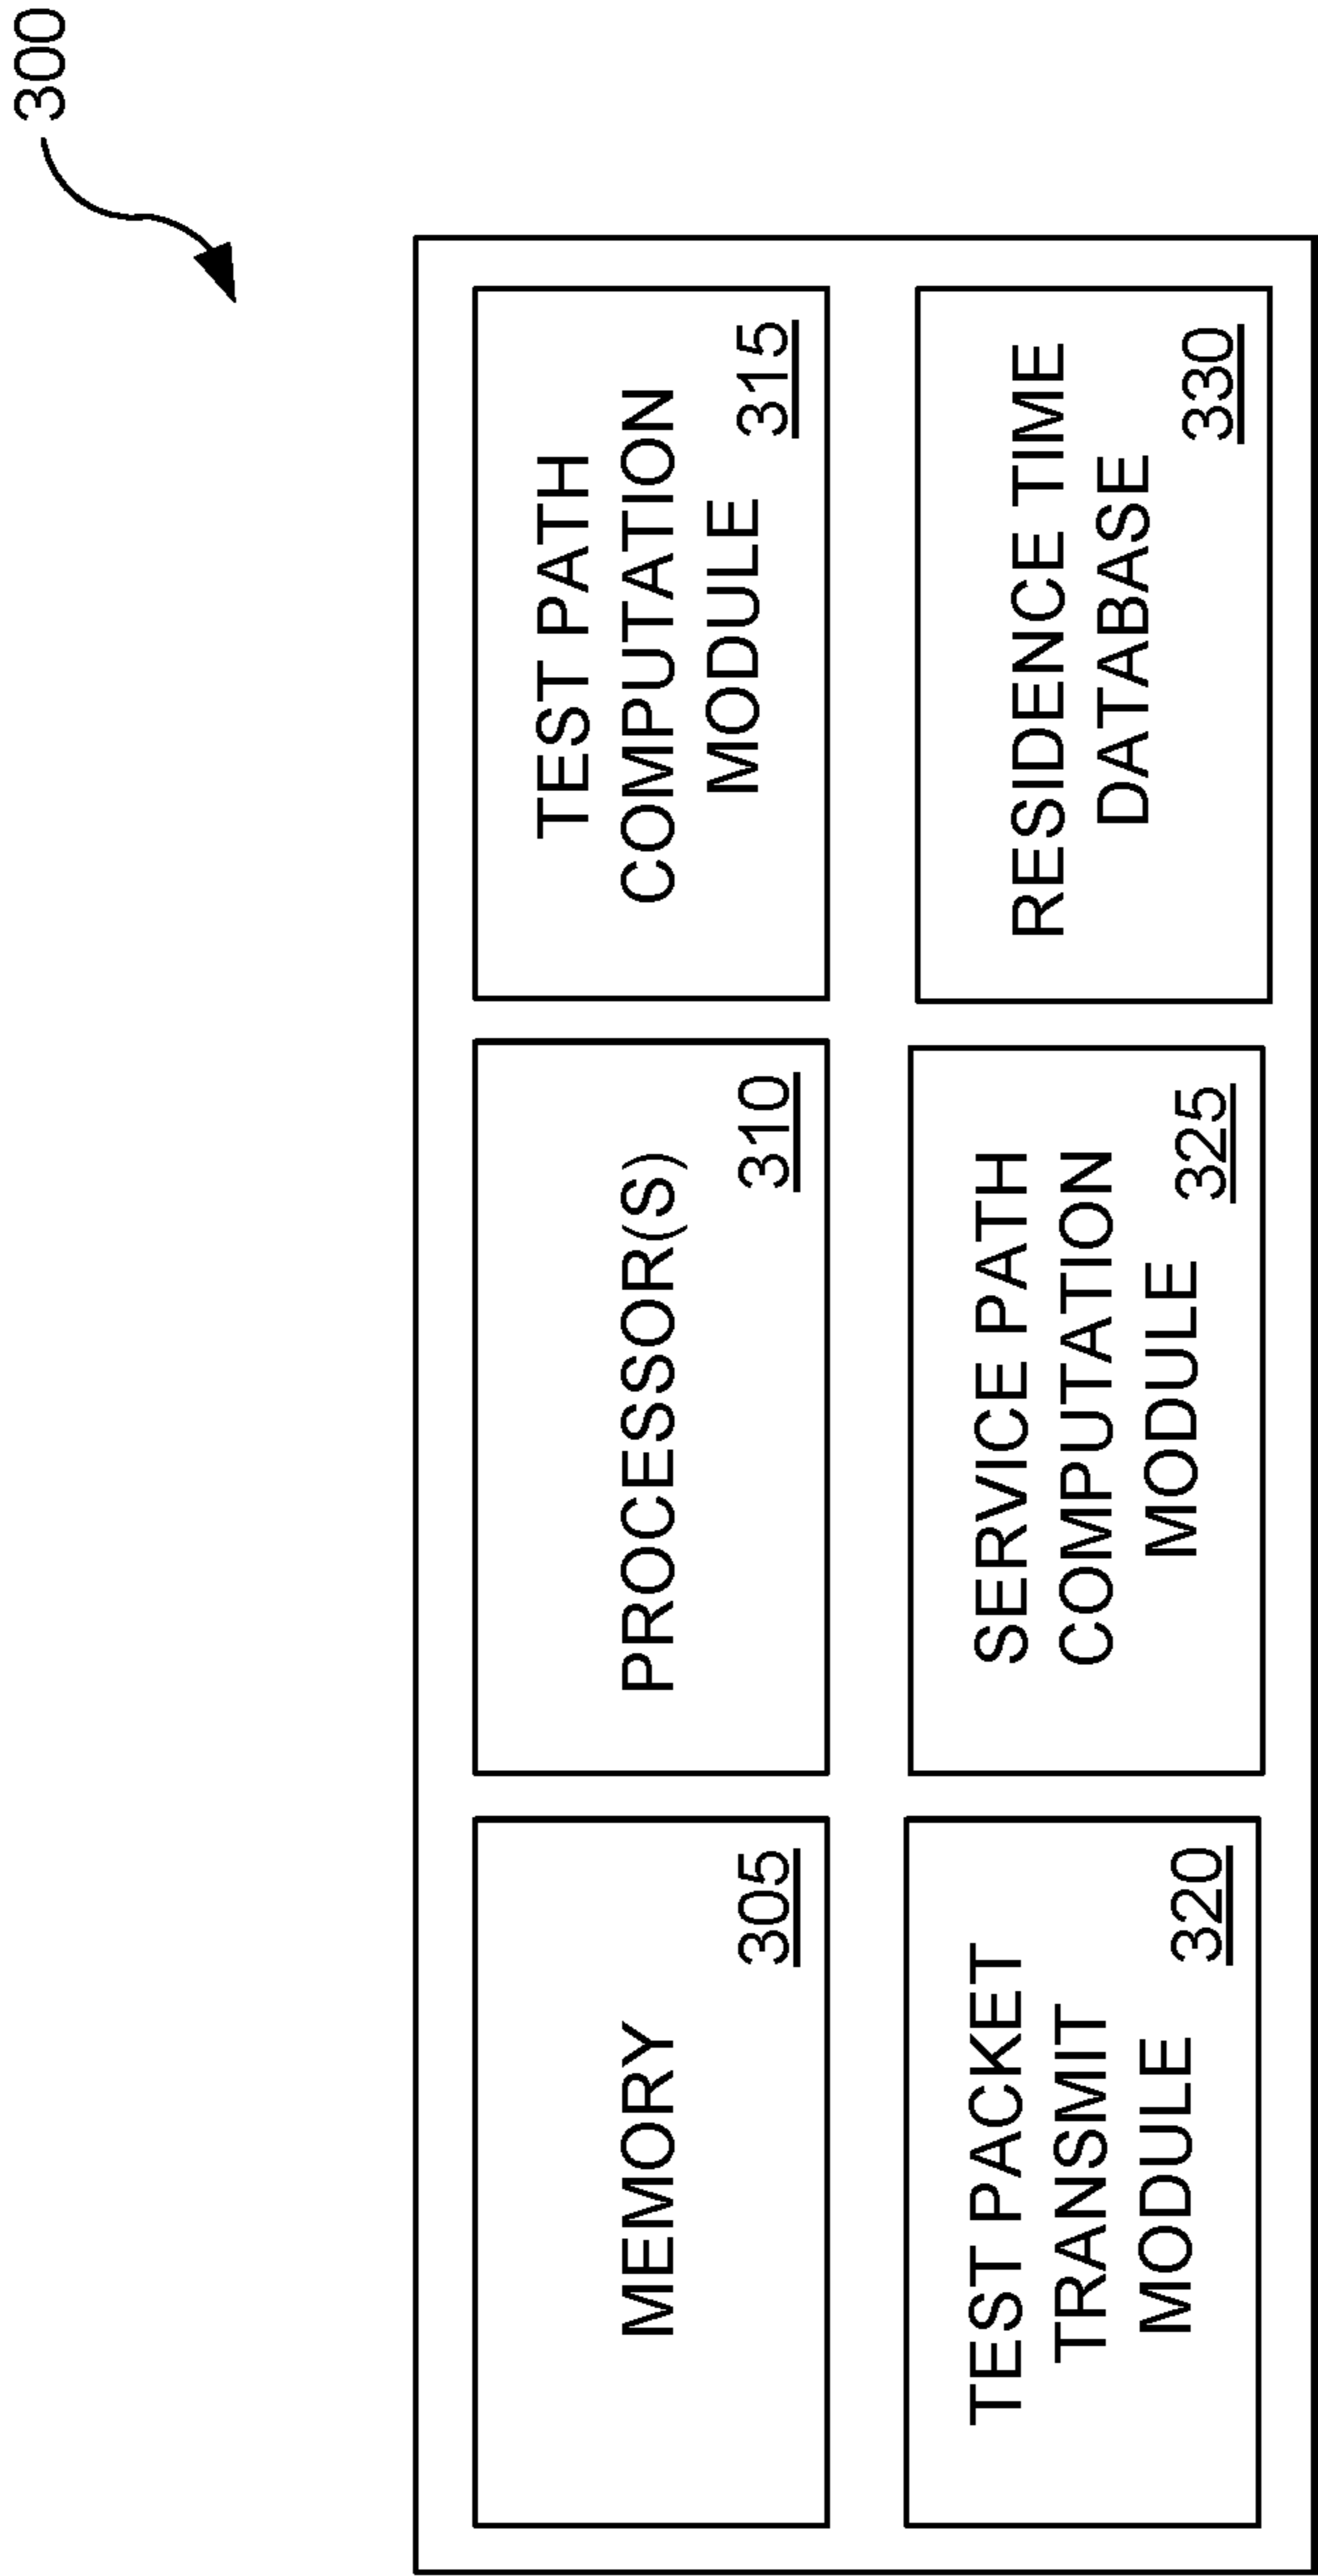 300
MEMORY
305
PROCESSOR(S)
310
TEST PATH
COMPUTATION
MODULE
315
TEST PACKET
TRANSMIT
MODULE
320
SERVICE PATH
COMPUTATION
MODULE
325
RESIDENCE TIME
DATABASE
330